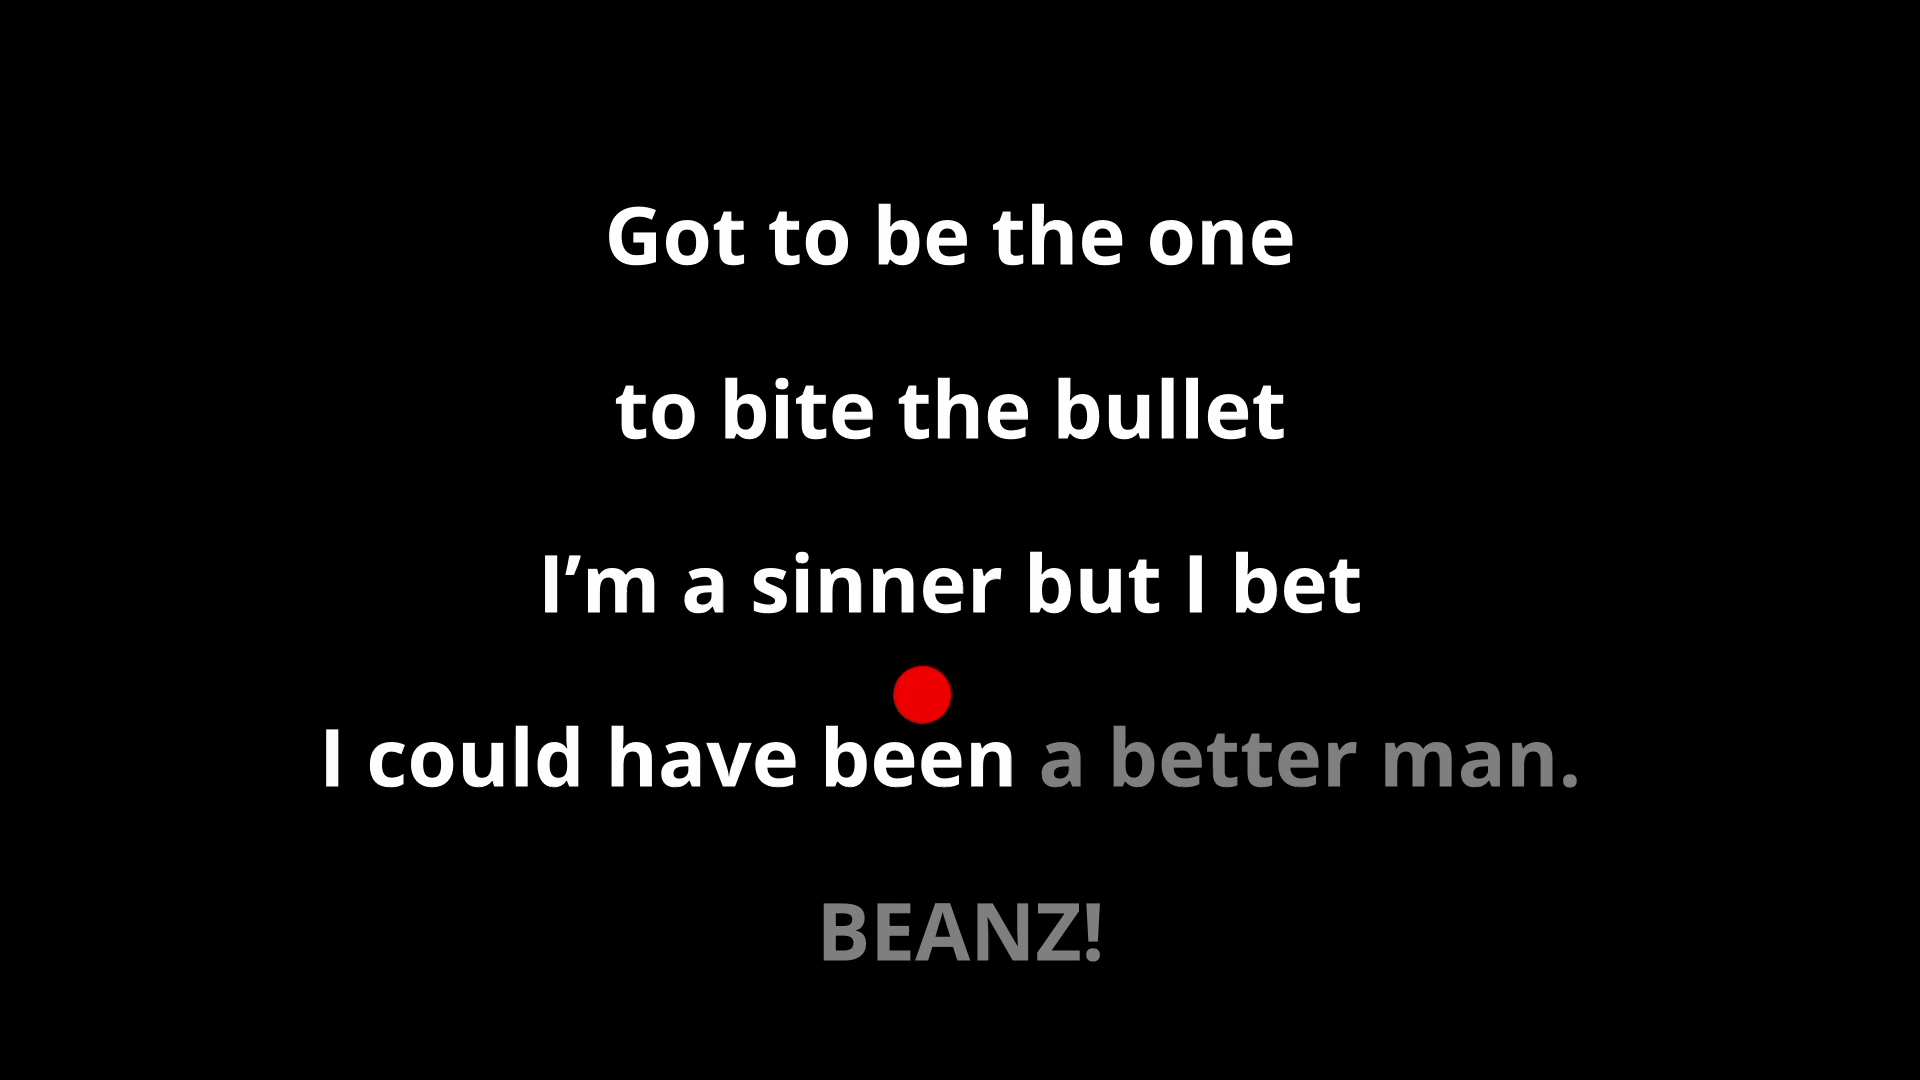 Got to be the one
to bite the bullet
I’m a sinner but I bet
I could have been a better man.
BEANZ!